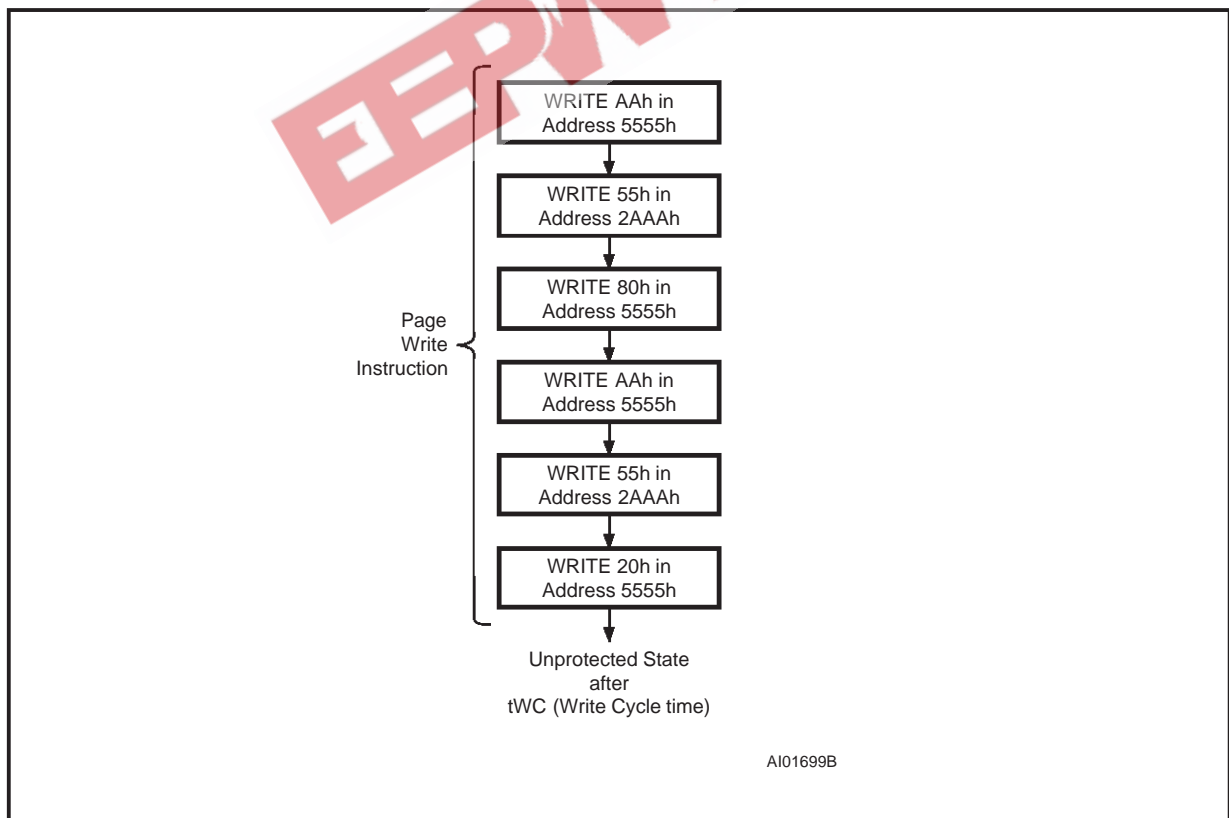 EEPW
WRITE AAh in
Address 5555h
WRITE 55h in
Address 2AAAh
WRITE 80h in
Address 5555h
Page
Write
Instruction
WRITE AAh in
Address 5555h
WRITE 55h in
Address 2AAAh
WRITE 20h in
Address 5555h
Unprotected State
after
tWC (Write Cycle time)
AI01699B